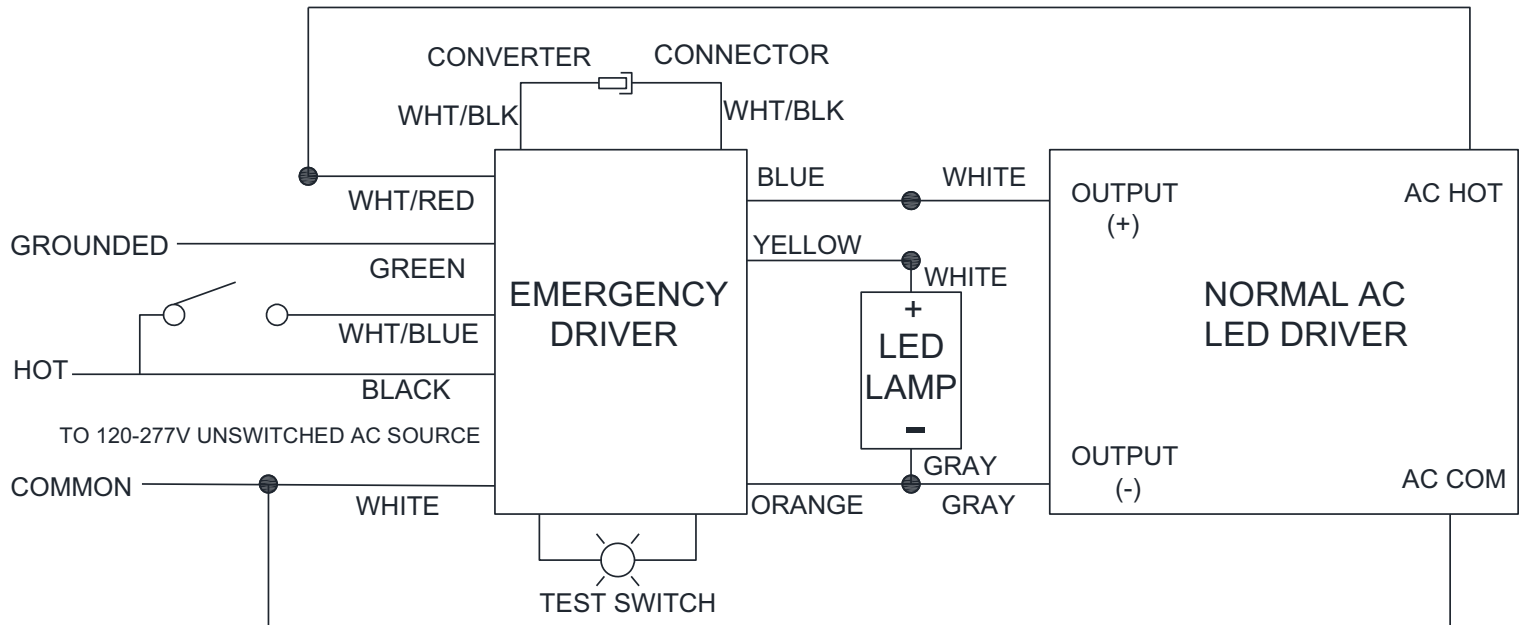 CONVERTER
CONNECTOR
WHT/BLK
WHT/BLK
WHT/RED
GROUNDED
GREEN
WHT/BLUE
HOT
BLACK
TO 120-277V UNSWITCHED AC SOURCE
COMMON
WHITE
EMERGENCY
DRIVER
TEST SWITCH
BLUE
WHITE
YELLOW
WHITE
+
LED
LAMP
-
GRAY
ORANGE
GRAY
OUTPUT
(+)
AC HOT
NORMAL AC
LED DRIVER
OUTPUT
(-)
AC COM